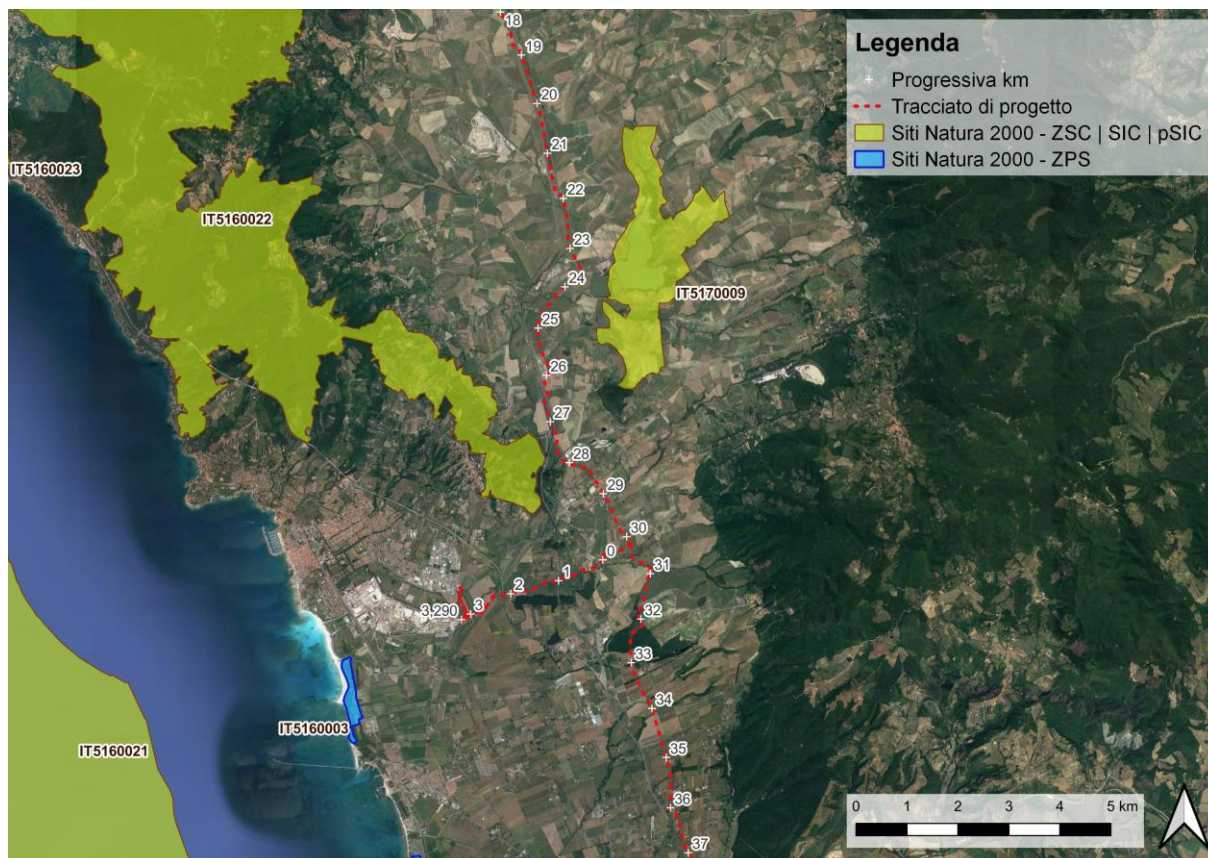 18
19
20
21
22
23
24
25
26
27
28
29
30
0
31
1
2
3
3,290
32
33
34
35
36
37
IT5160023
IT5160022
IT5170009
IT5160003
IT5160021
Legenda
Progressiva km
Tracciato di progetto
Siti Natura 2000 - ZSC | SIC | pSIC
Siti Natura 2000 - ZPS
0 1 2 3 4 5 km